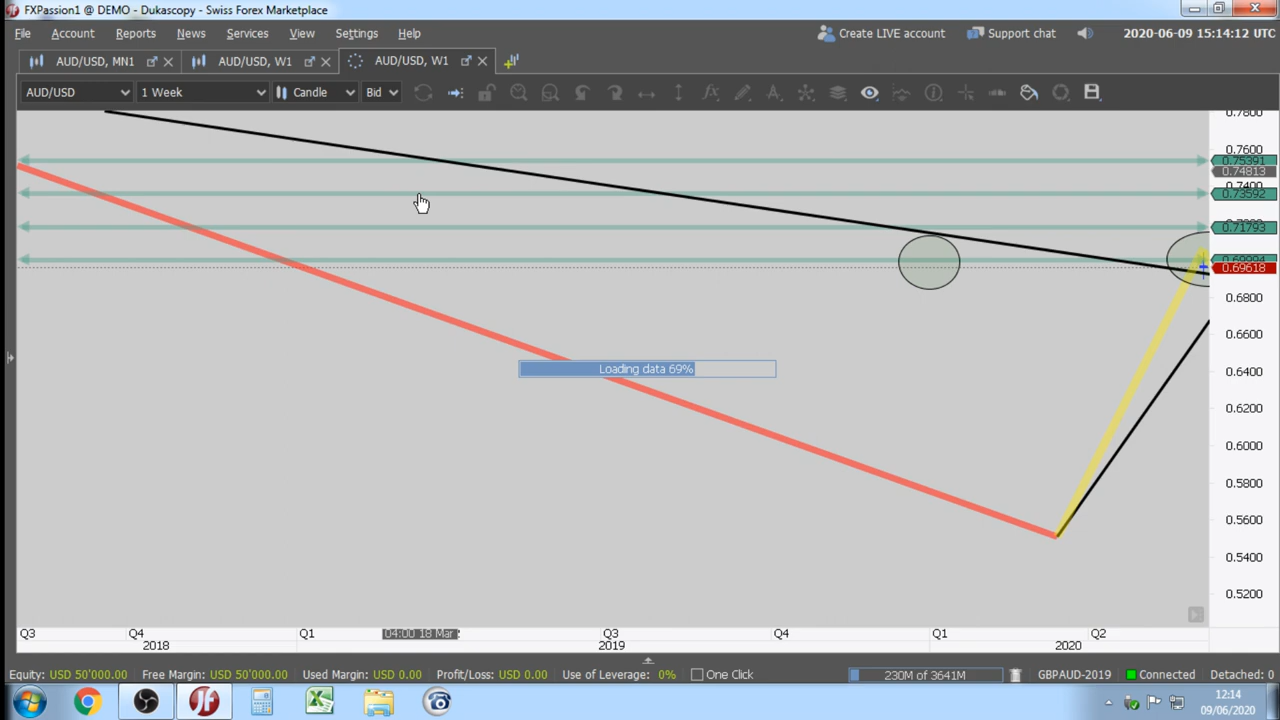 FXPassion1 @ DEMO - Dukascopy - Swiss Forex Marketplace
File Account Reports News Services View Settings Help Create LIVE account Support chat 2020-06-09 15:14:12 UTC
AUD/USD, MN1 AUD/USD, W1 AUD/USD, W1
AUD/USD 1 Week Candle Bid
0.7800
0.7600
0.75391
0.74813
0.7400
0.73592
0.71793
0.69994
0.69618
0.6800
0.6600
Loading data 69%
0.6400
0.6200
0.6000
0.5800
0.5600
0.5400
0.5200
Q3 Q4 Q1 04:00 18 Mar Q3 Q4 Q1 Q2
2018 2019 2020
Equity: USD 50'000.00 Free Margin: USD 50'000.00 Used Margin: USD 0.00 Profit/Loss: USD 0.00 Use of Leverage: 0% One Click 230M of 3641M GBPAUD-2019 Connected Detached: 0
12:14
09/06/2020